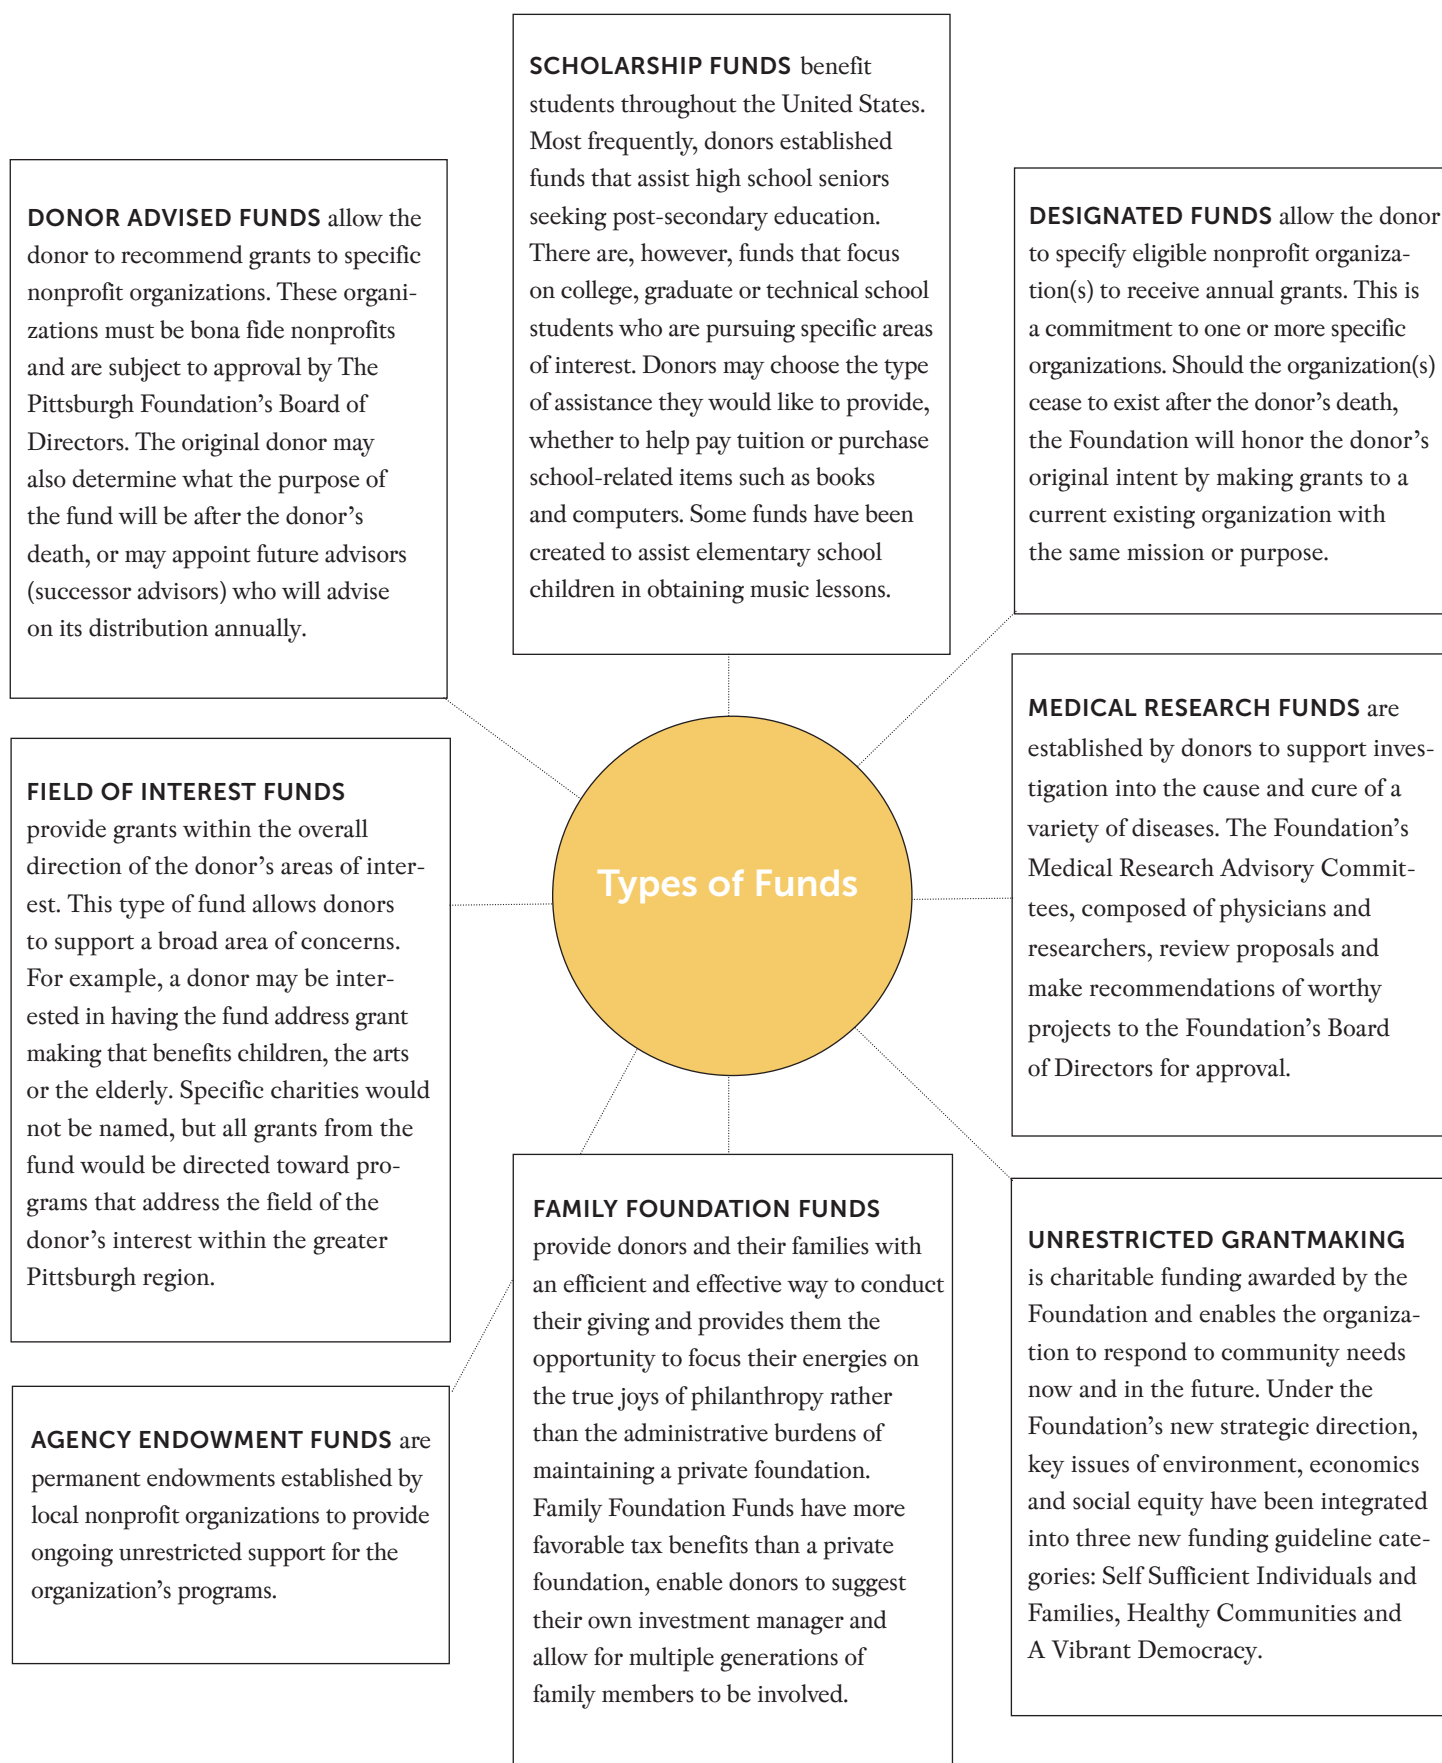 SCHOLARSHIP FUNDS benefit
students throughout the United States.
Most frequently, donors established
funds that assist high school seniors
seeking post-secondary education.
There are, however, funds that focus
on college, graduate or technical school
students who are pursuing specific areas
of interest. Donors may choose the type
of assistance they would like to provide,
whether to help pay tuition or purchase
school-related items such as books
and computers. Some funds have been
created to assist elementary school
children in obtaining music lessons.
DONOR ADVISED FUNDS allow the
donor to recommend grants to specific
nonprofit organizations. These organi-
zations must be bona fide nonprofits
and are subject to approval by The
Pittsburgh Foundation’s Board of
Directors. The original donor may
also determine what the purpose of
the fund will be after the donor’s
death, or may appoint future advisors
(successor advisors) who will advise
on its distribution annually.
DESIGNATED FUNDS allow the donor
to specify eligible nonprofit organiza-
tion(s) to receive annual grants. This is
a commitment to one or more specific
organizations. Should the organization(s)
cease to exist after the donor’s death,
the Foundation will honor the donor’s
original intent by making grants to a
current existing organization with
the same mission or purpose.
FIELD OF INTEREST FUNDS
provide grants within the overall
direction of the donor’s areas of inter-
est. This type of fund allows donors
to support a broad area of concerns.
For example, a donor may be inter-
ested in having the fund address grant
making that benefits children, the arts
or the elderly. Specific charities would
not be named, but all grants from the
fund would be directed toward pro-
grams that address the field of the
donor’s interest within the greater
Pittsburgh region.
Types of Funds
MEDICAL RESEARCH FUNDS are
established by donors to support inves-
tigation into the cause and cure of a
variety of diseases. The Foundation’s
Medical Research Advisory Commit-
tees, composed of physicians and
researchers, review proposals and
make recommendations of worthy
projects to the Foundation’s Board
of Directors for approval.
AGENCY ENDOWMENT FUNDS are
permanent endowments established by
local nonprofit organizations to provide
ongoing unrestricted support for the
organization’s programs.
FAMILY FOUNDATION FUNDS
provide donors and their families with
an efficient and effective way to conduct
their giving and provides them the
opportunity to focus their energies on
the true joys of philanthropy rather
than the administrative burdens of
maintaining a private foundation.
Family Foundation Funds have more
favorable tax benefits than a private
foundation, enable donors to suggest
their own investment manager and
allow for multiple generations of
family members to be involved.
UNRESTRICTED GRANTMAKING
is charitable funding awarded by the
Foundation and enables the organiza-
tion to respond to community needs
now and in the future. Under the
Foundation’s new strategic direction,
key issues of environment, economics
and social equity have been integrated
into three new funding guideline cate-
gories: Self Sufficient Individuals and
Families, Healthy Communities and
A Vibrant Democracy.